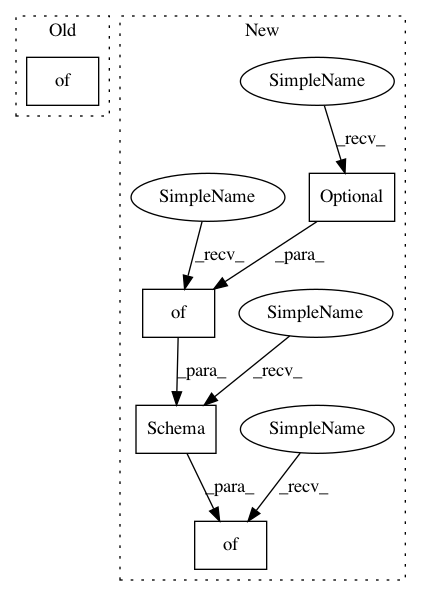 Old
New
of
SimpleName
_recv_
SimpleName
Optional
_recv_
_para_
of
SimpleName
_para_
_recv_
Schema
SimpleName
_para_
_recv_
of